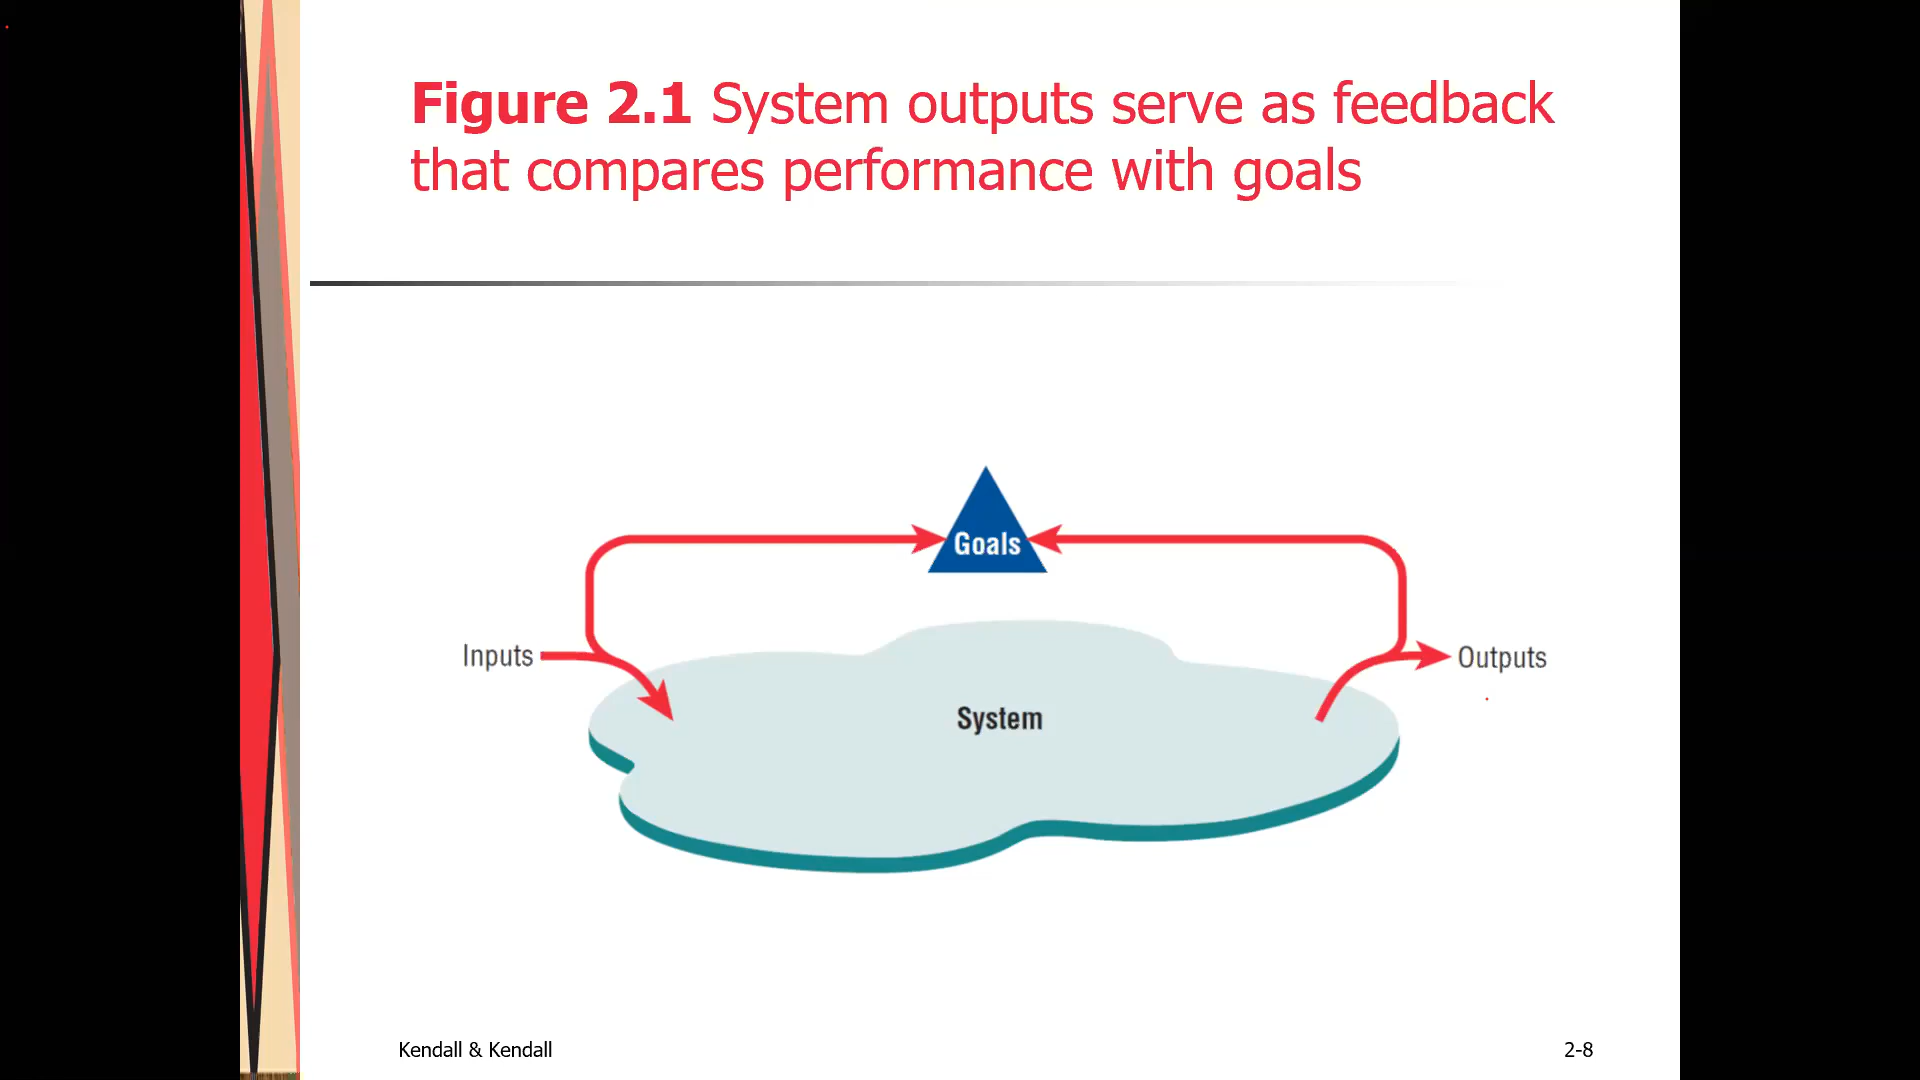 Figure 2.1 System outputs serve as feedback
that compares performance with goals
Goals
Inputs
Outputs
System
Kendall & Kendall
2-8